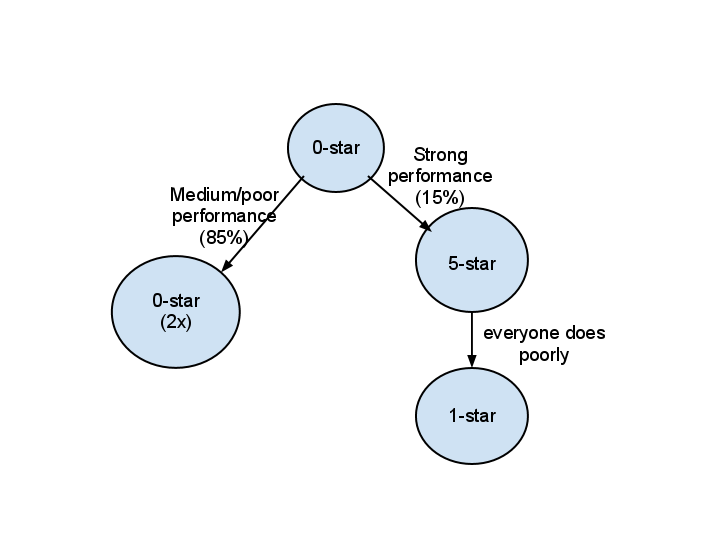 0-star
Strong
performance
(15%)
Medium/poor
performance
(85%)
5-star
0-star
(2x)
everyone does
poorly
1-star